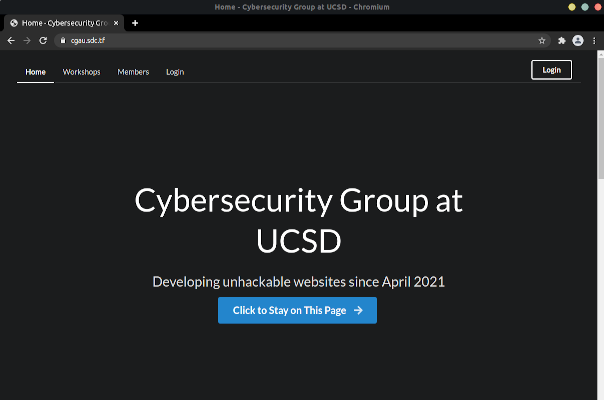 Home - Cybersecurity Group at UCSD - Chromium
Home - Cybersecurity Gro
cgau.sdc.tf
Home Workshops Members Login Login
Cybersecurity Group at
UCSD
Developing unhackable websites since April 2021
Click to Stay on This Page